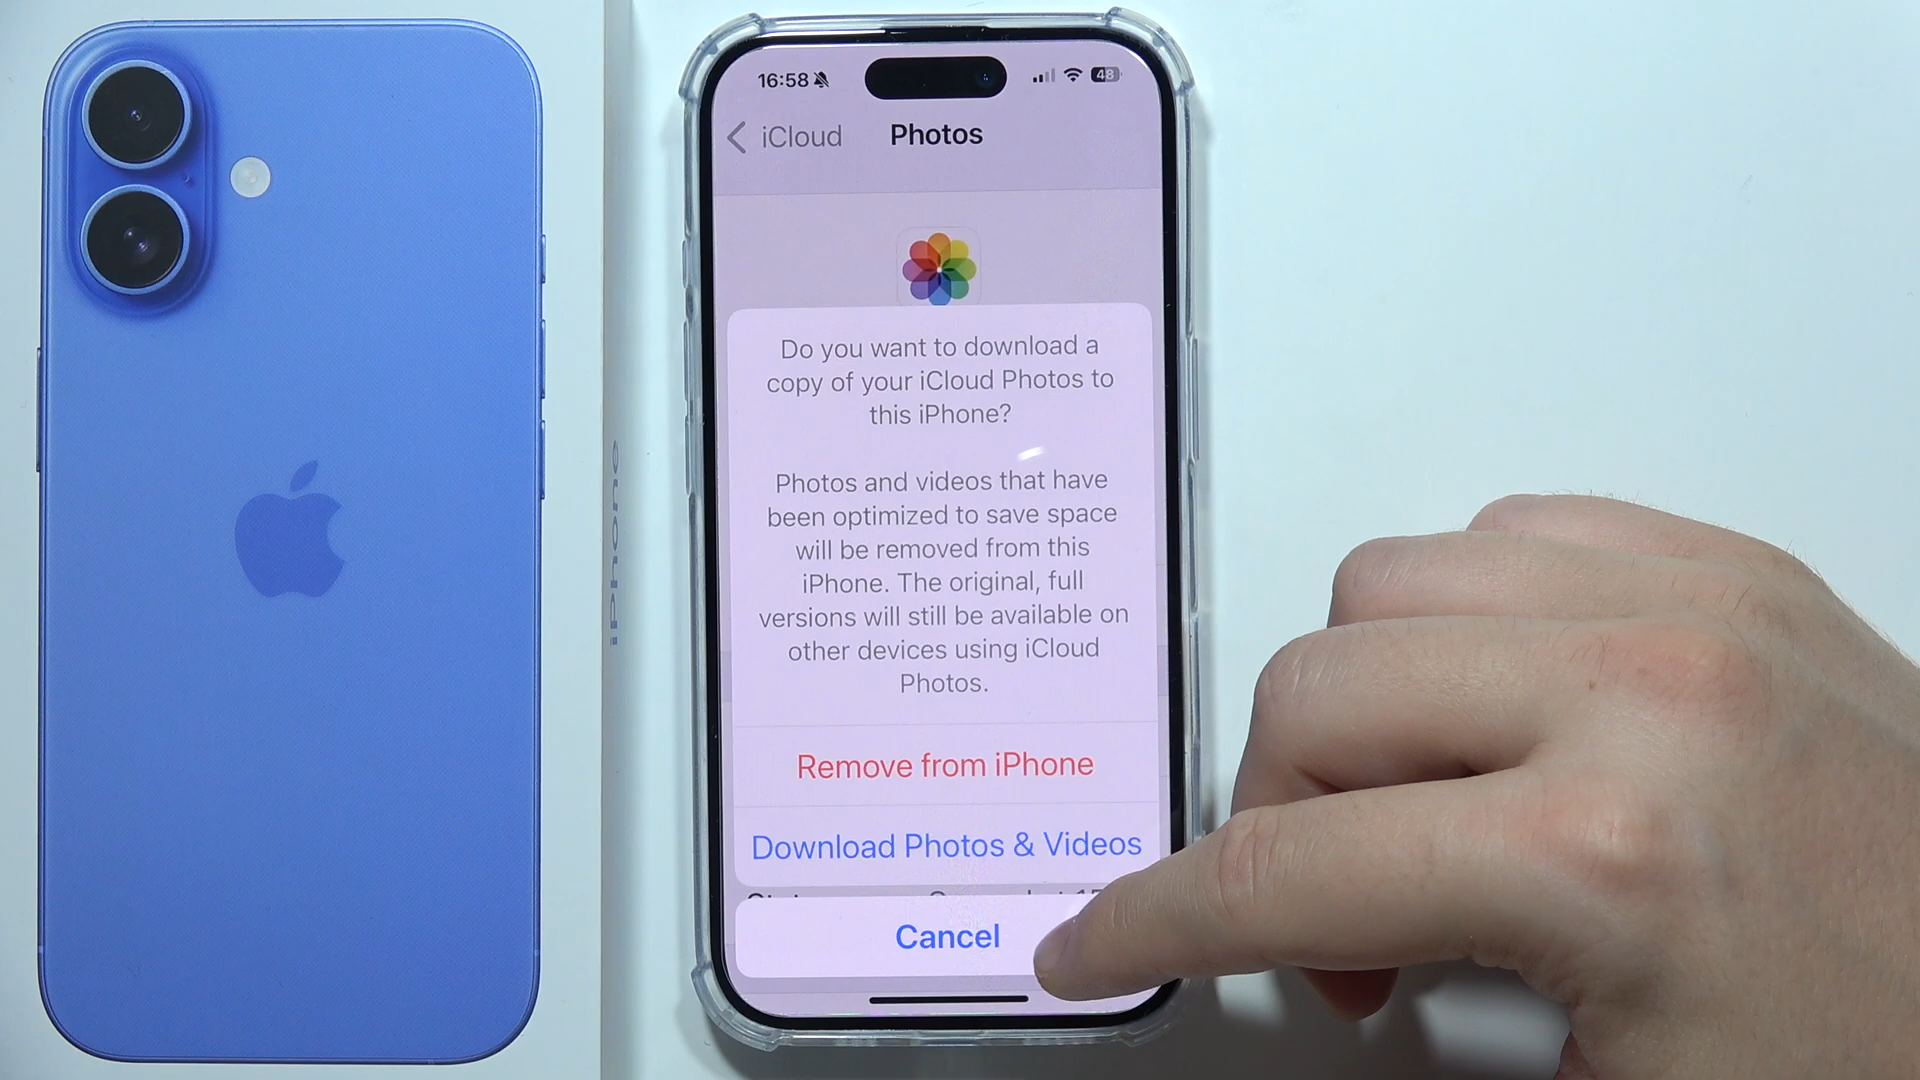 iPhone
16:58
48
iCloud
Photos
Do you want to download a
copy of your iCloud Photos to
this iPhone?
Photos and videos that have
been optimized to save space
will be removed from this
iPhone. The original, full
versions will still be available on
other devices using iCloud
Photos.
Remove from iPhone
Download Photos & Videos
Cancel